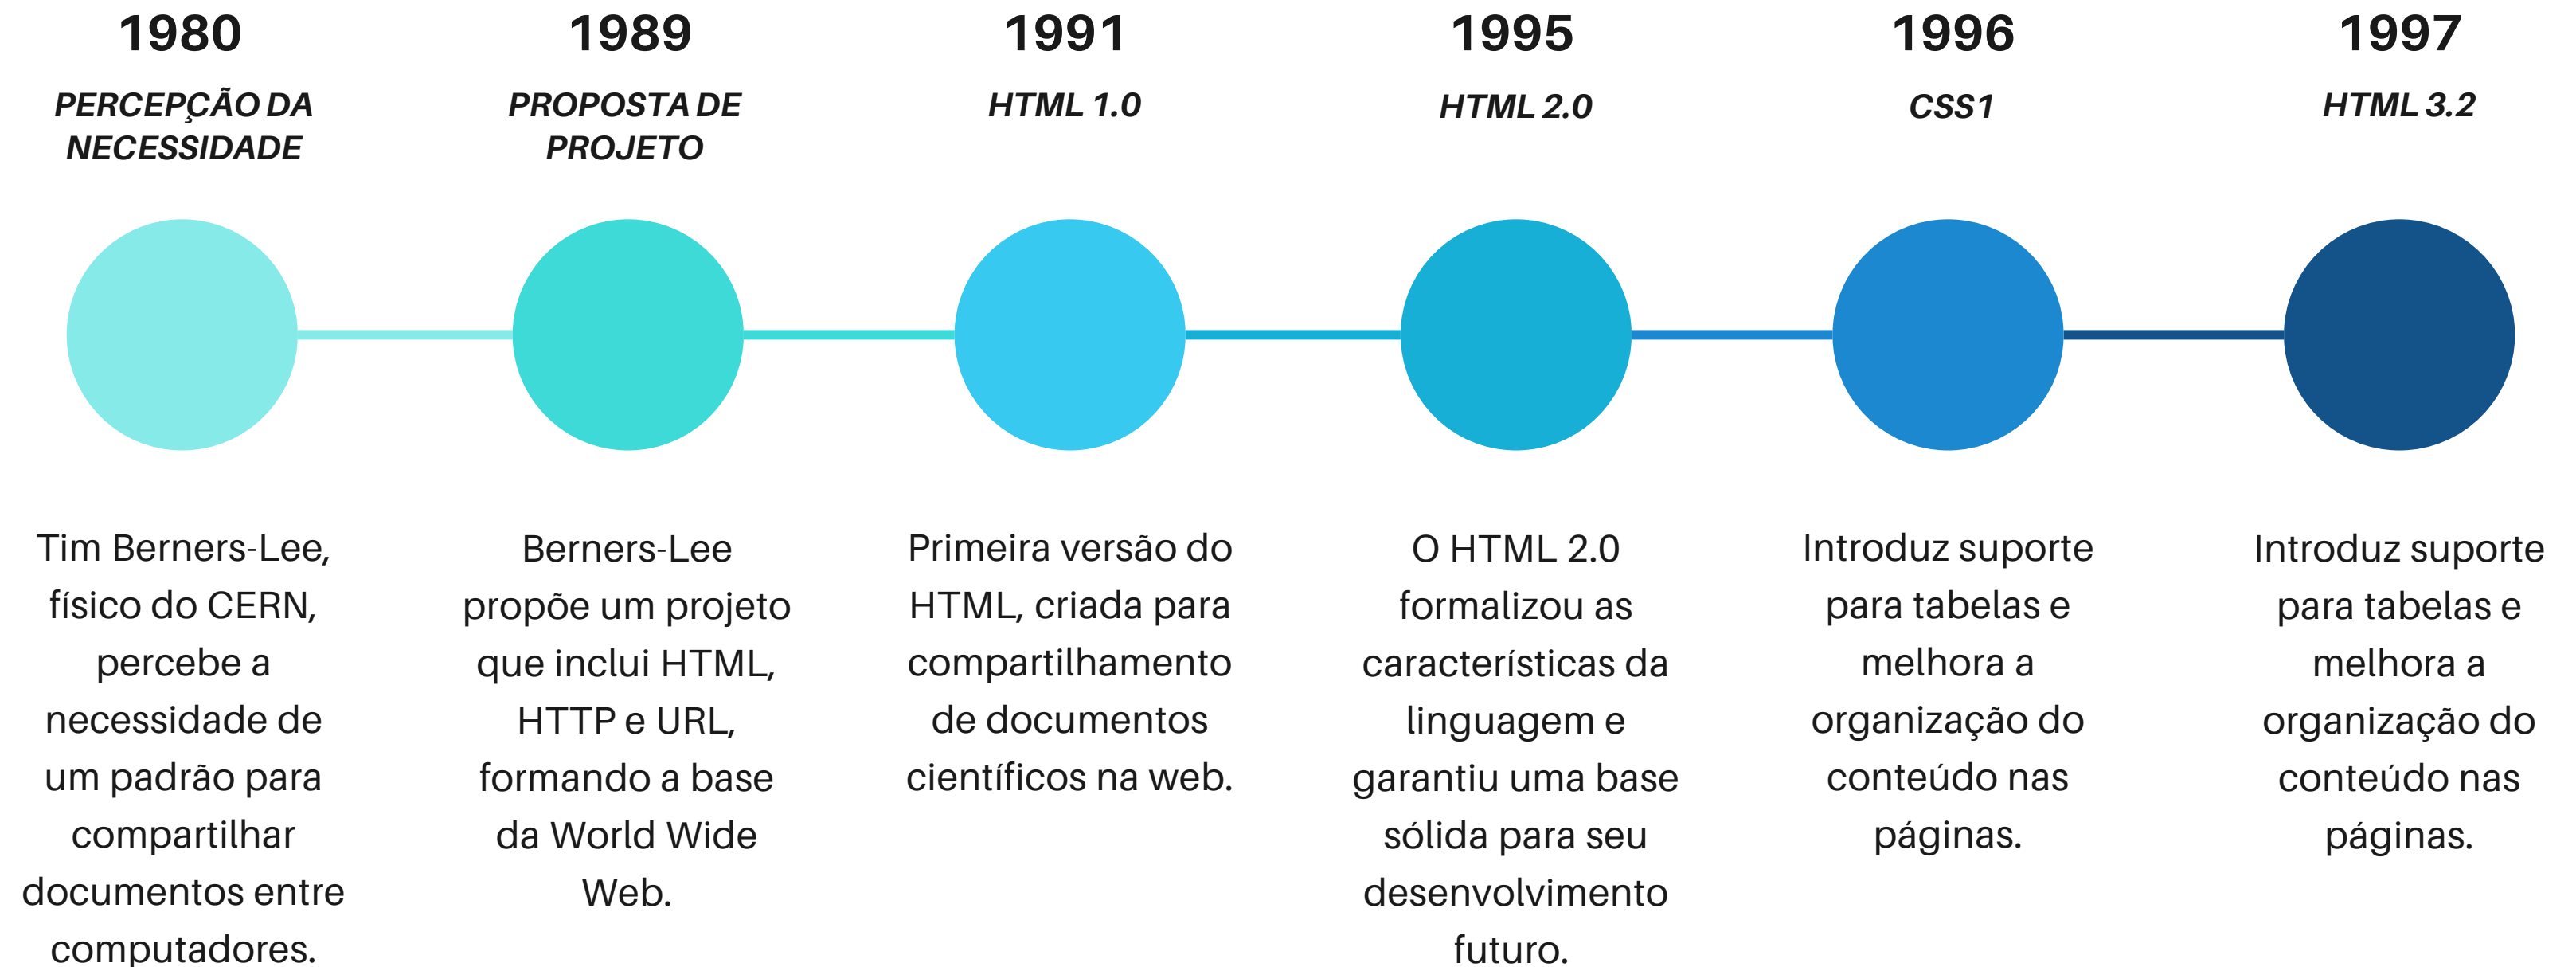 1980
PERCEPÇÃO DA
NECESSIDADE
Tim Berners-Lee,
físico do CERN,
percebe a
necessidade de
um padrão para
compartilhar
documentos entre
computadores.
1989
PROPOSTA DE
PROJETO
Berners-Lee
propõe um projeto
que inclui HTML,
HTTP e URL,
formando a base
da World Wide
Web.
1991
HTML 1.0
Primeira versão do
HTML, criada para
compartilhamento
de documentos
científicos na web.
1995
HTML 2.0
O HTML 2.0
formalizou as
características da
linguagem e
garantiu uma base
sólida para seu
desenvolvimento
futuro.
1996
CSS1
Introduz suporte
para tabelas e
melhora a
organização do
conteúdo nas
páginas.
1997
HTML 3.2
Introduz suporte
para tabelas e
melhora a
organização do
conteúdo nas
páginas.